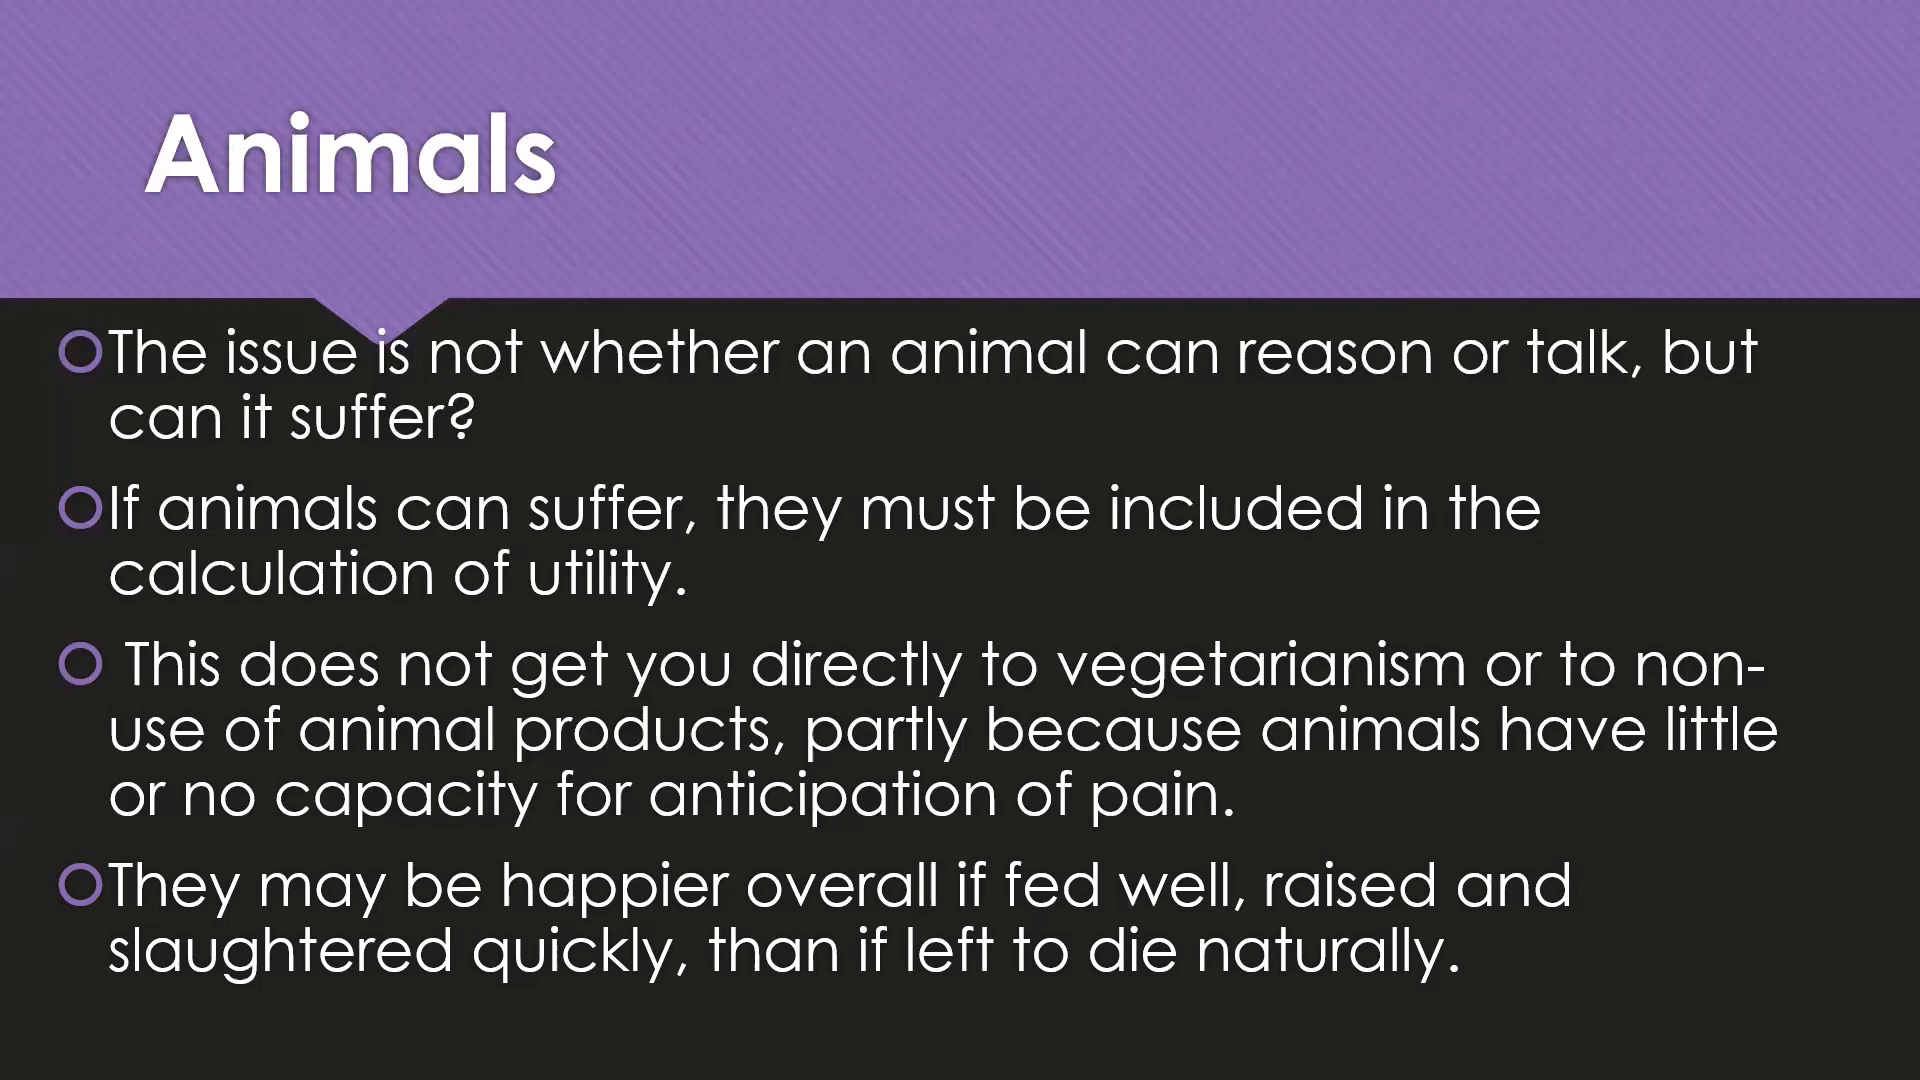 Animals
The issue is not whether an animal can reason or talk, but
can it suffer?
If animals can suffer, they must be included in the
calculation of utility.
This does not get you directly to vegetarianism or to non-
use of animal products, partly because animals have little
or no capacity for anticipation of pain.
They may be happier overall if fed well, raised and
slaughtered quickly, than if left to die naturally.